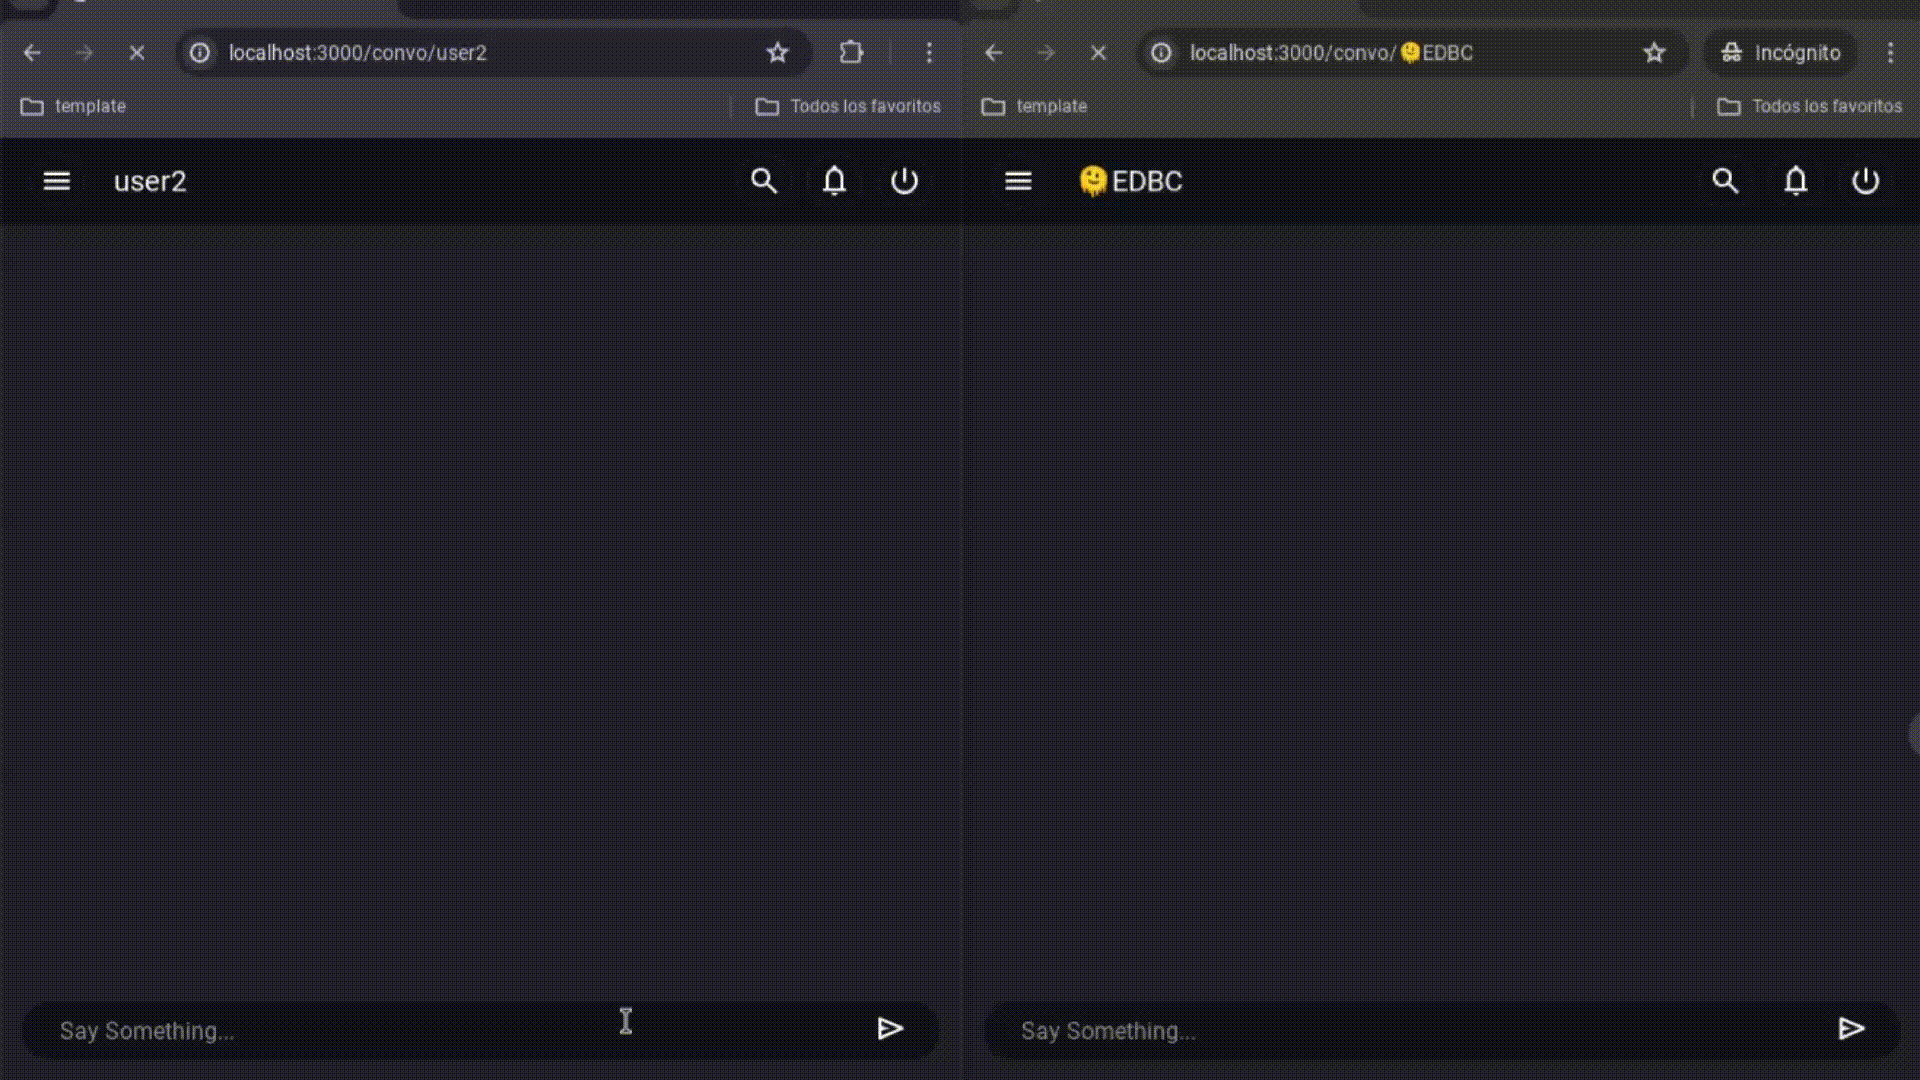 localhost:3000/convo/user2
template
Todos los favoritos
user2
Say Something...
localhost:3000/convo/🫠EDBC
Incógnito
template
Todos los favoritos
🫠EDBC
Say Something...